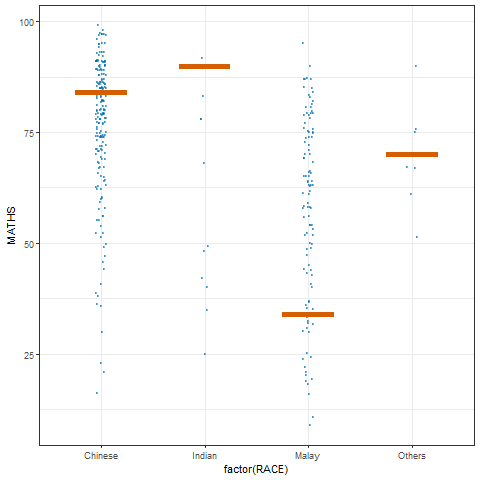 100
75
50
25
MATHS
Chinese
Indian
Malay
Others
factor(RACE)